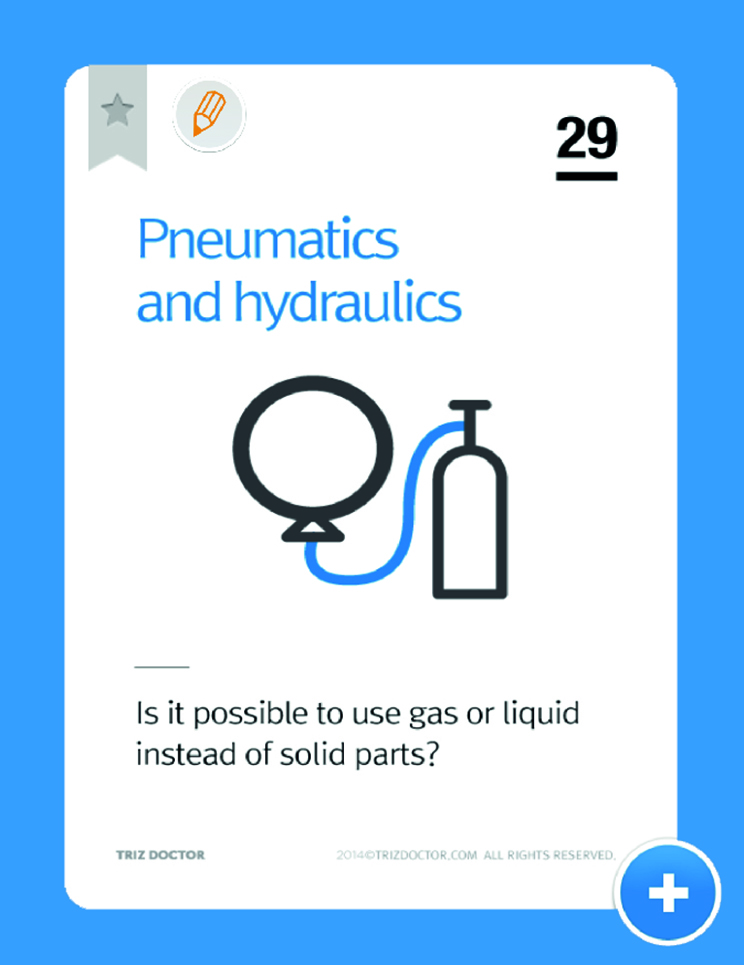 29
Pneumatics
and hydraulics
Is it possible to use gas or liquid
instead of solid parts?
TRIZ DOCTOR
2014©TRIZDOCTOR.COM ALL RIGHTS RESERVED.